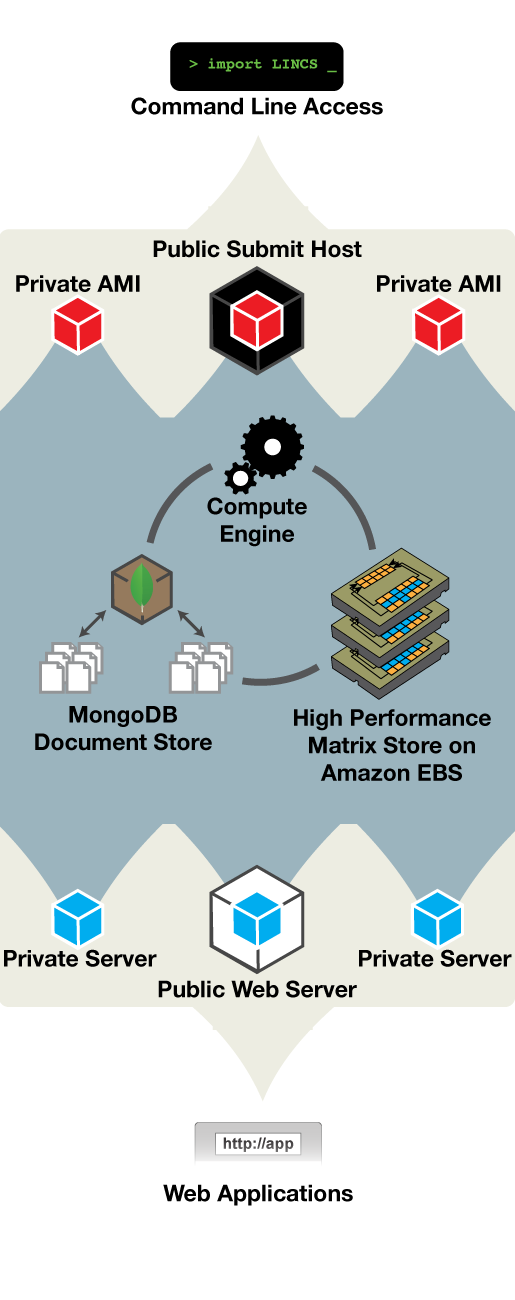 > import LINCS _
Command Line Access
Public Submit Host
Private AMI
Private AMI
Compute
Engine
MongoDB
Document Store
High Performance
Matrix Store on
Amazon EBS
Private Server
Private Server
Public Web Server
http://app
Web Applications